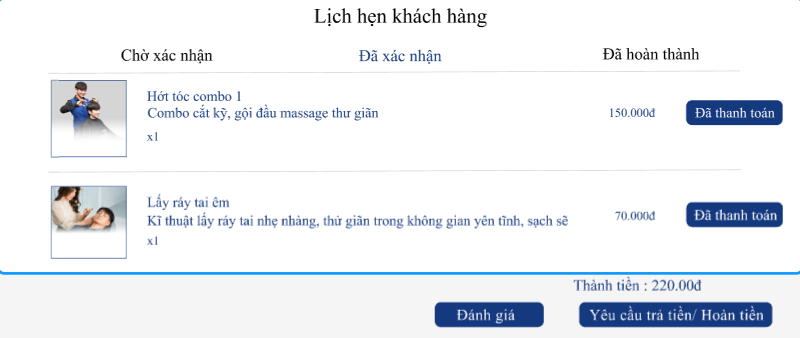 Lịch hẹn khách hàng
Chờ xác nhận Đã xác nhận Đã hoàn thành
Hớt tóc combo 1
Combo cắt kỹ, gội đầu massage thư giãn
150.000đ
Đã thanh toán
x1
Lấy ráy tai êm
Kĩ thuật lấy ráy tai nhẹ nhàng, thử giãn trong không gian yên tĩnh, sạch sẽ
70.000đ
Đã thanh toán
x1
Thành tiền : 220.00đ
Đánh giá
Yêu cầu trả tiền/ Hoàn tiền